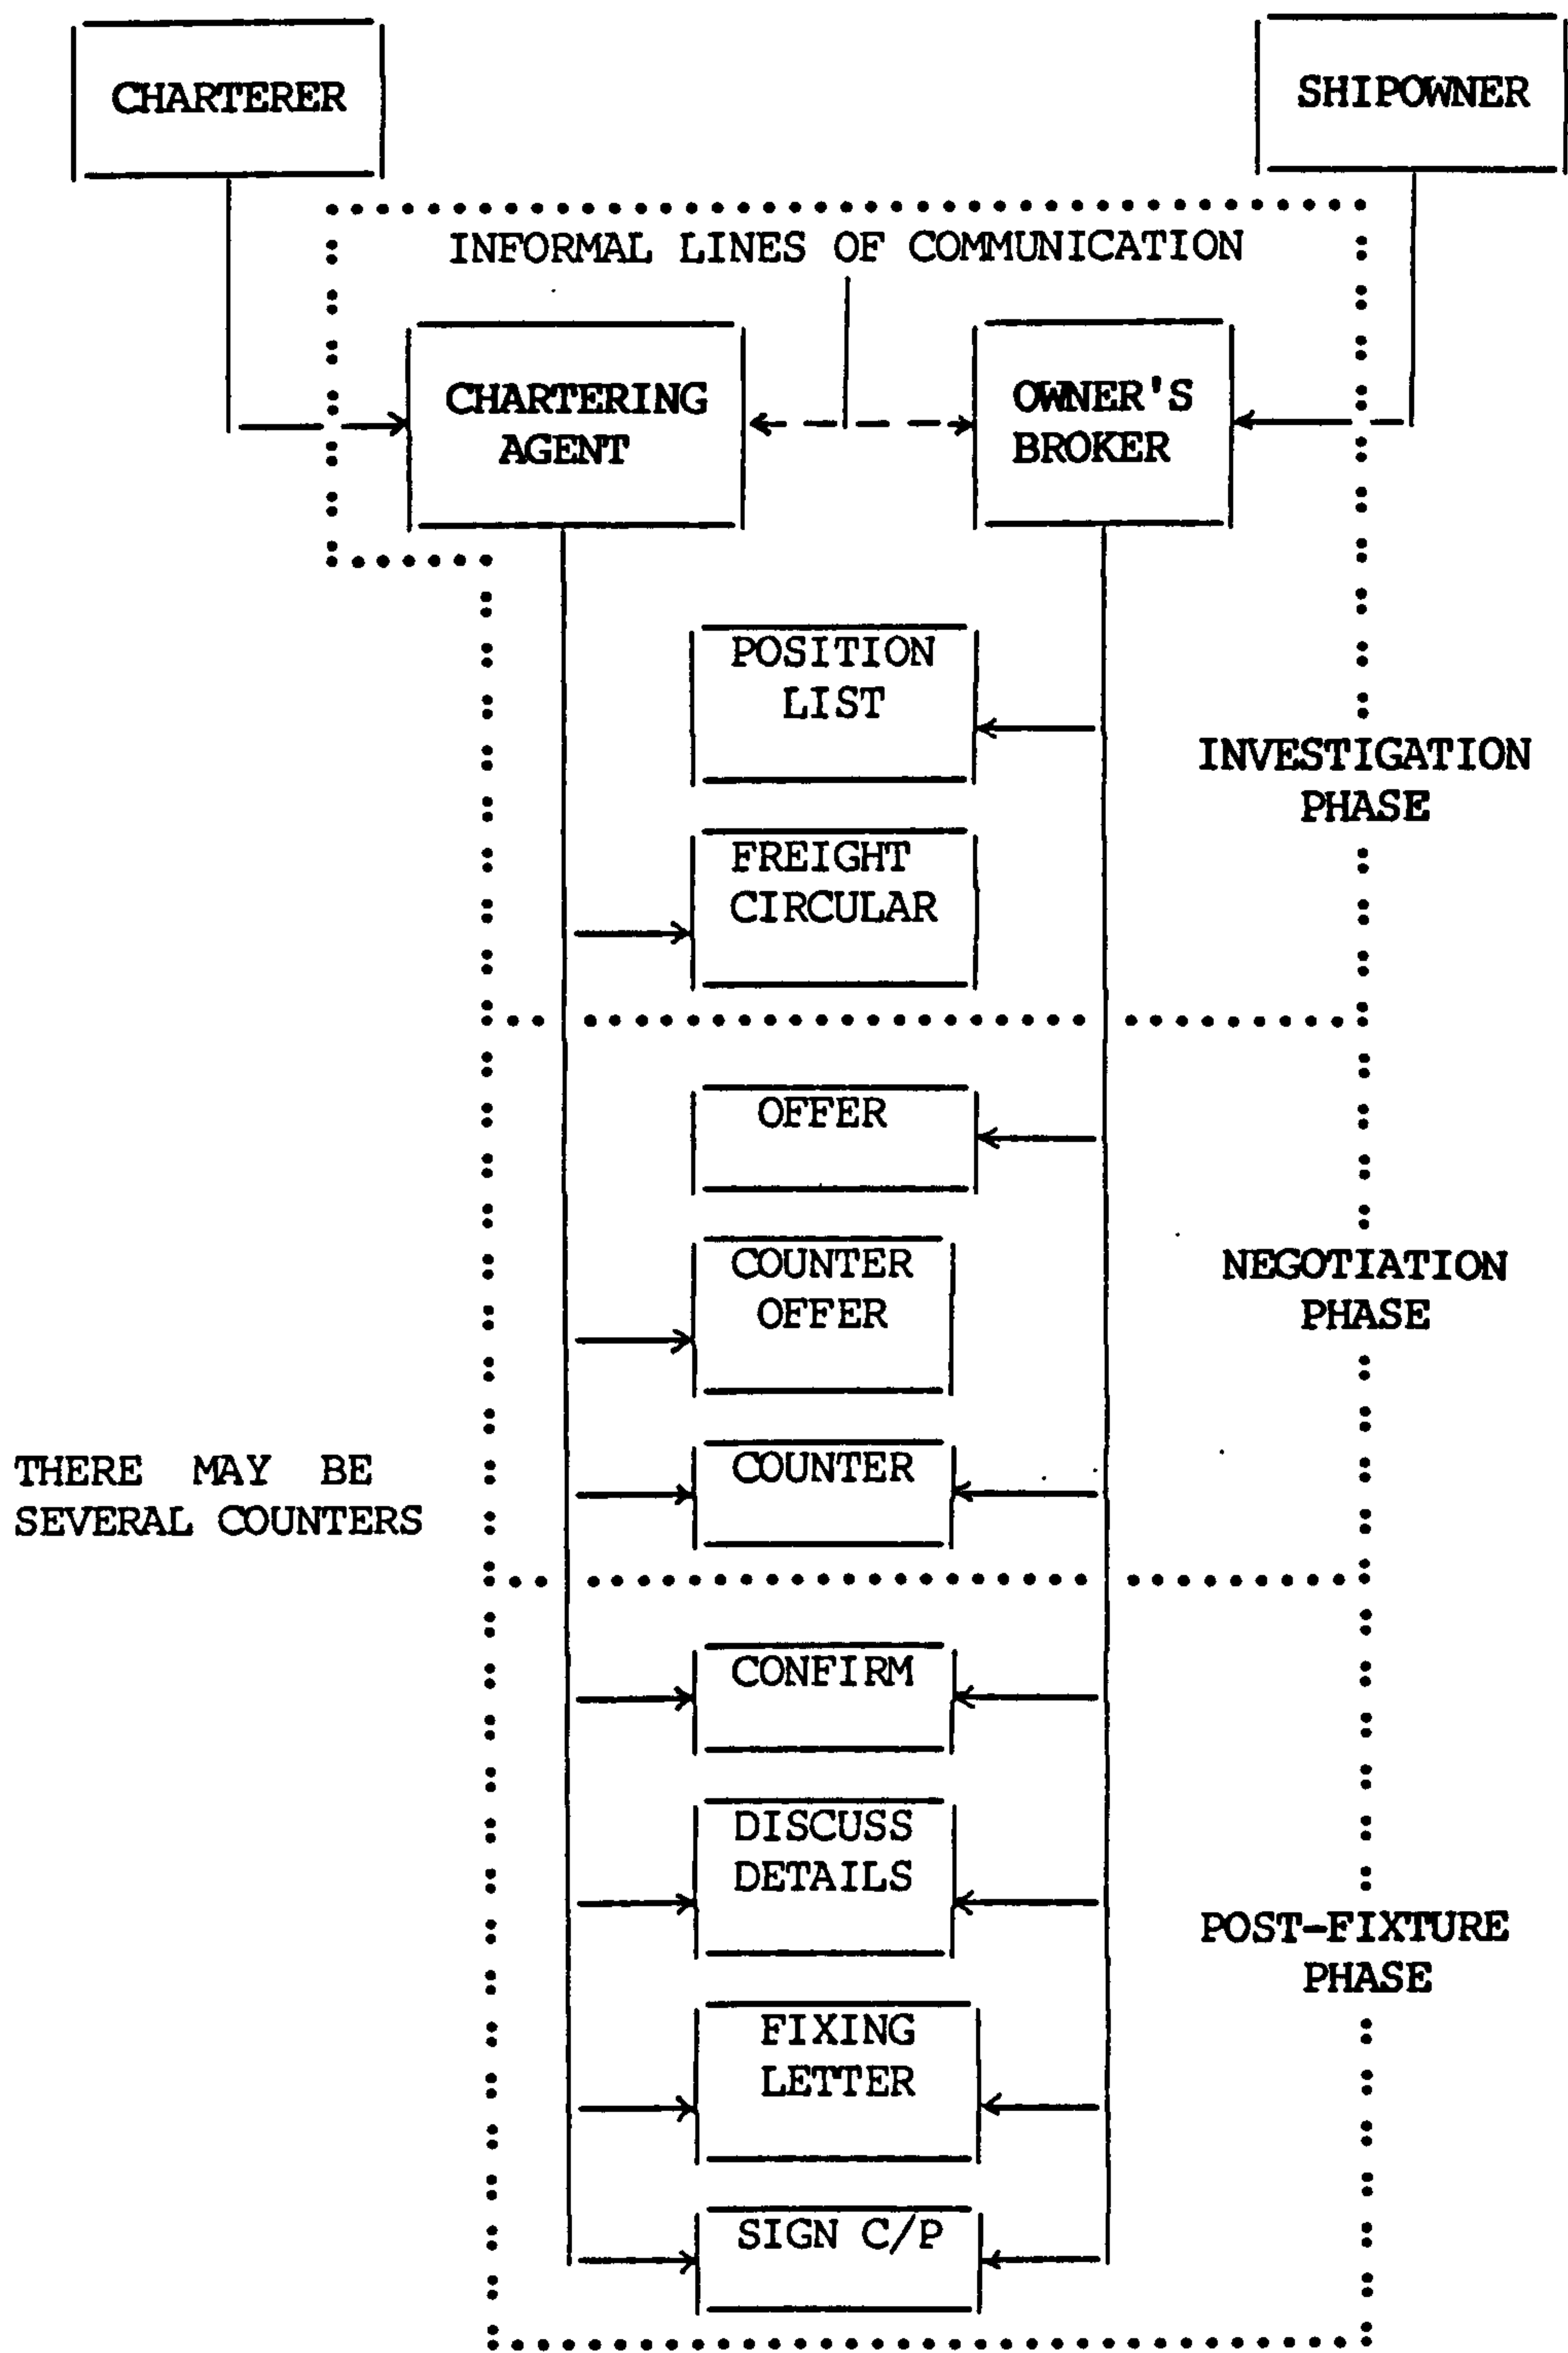 CHARTERER
SHIPOWNER
INFORMAL LINES OF COMMUNICATION
CHARTERING
AGENT
OWNER'S
BROKER
POSITION
LIST
INVESTIGATION
PHASE
FREIGHT
CIRCULAR
OFFER
COUNTER
OFFER
NEGOTIATION
PHASE
COUNTER
THERE MAY BE
SEVERAL COUNTERS
CONFIRM
DISCUSS
DETAILS
POST-FIXTURE
PHASE
FIXING
LETTER
SIGN C/P